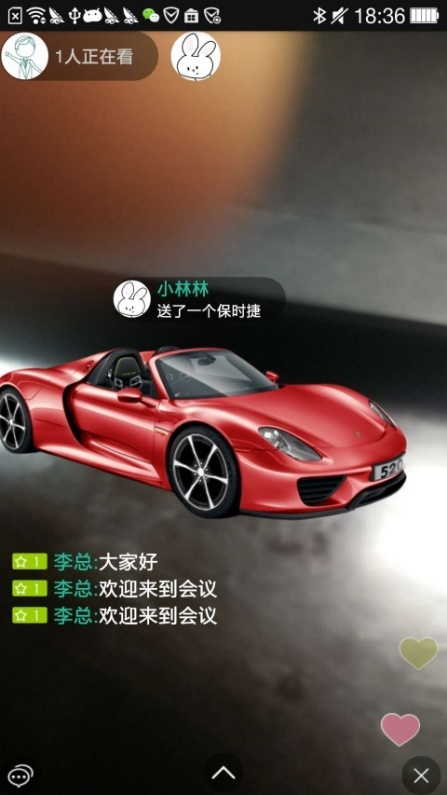 18:36
1人正在看
小林林
送了一个保时捷
1 李总:大家好
1 李总:欢迎来到会议
1 李总:欢迎来到会议